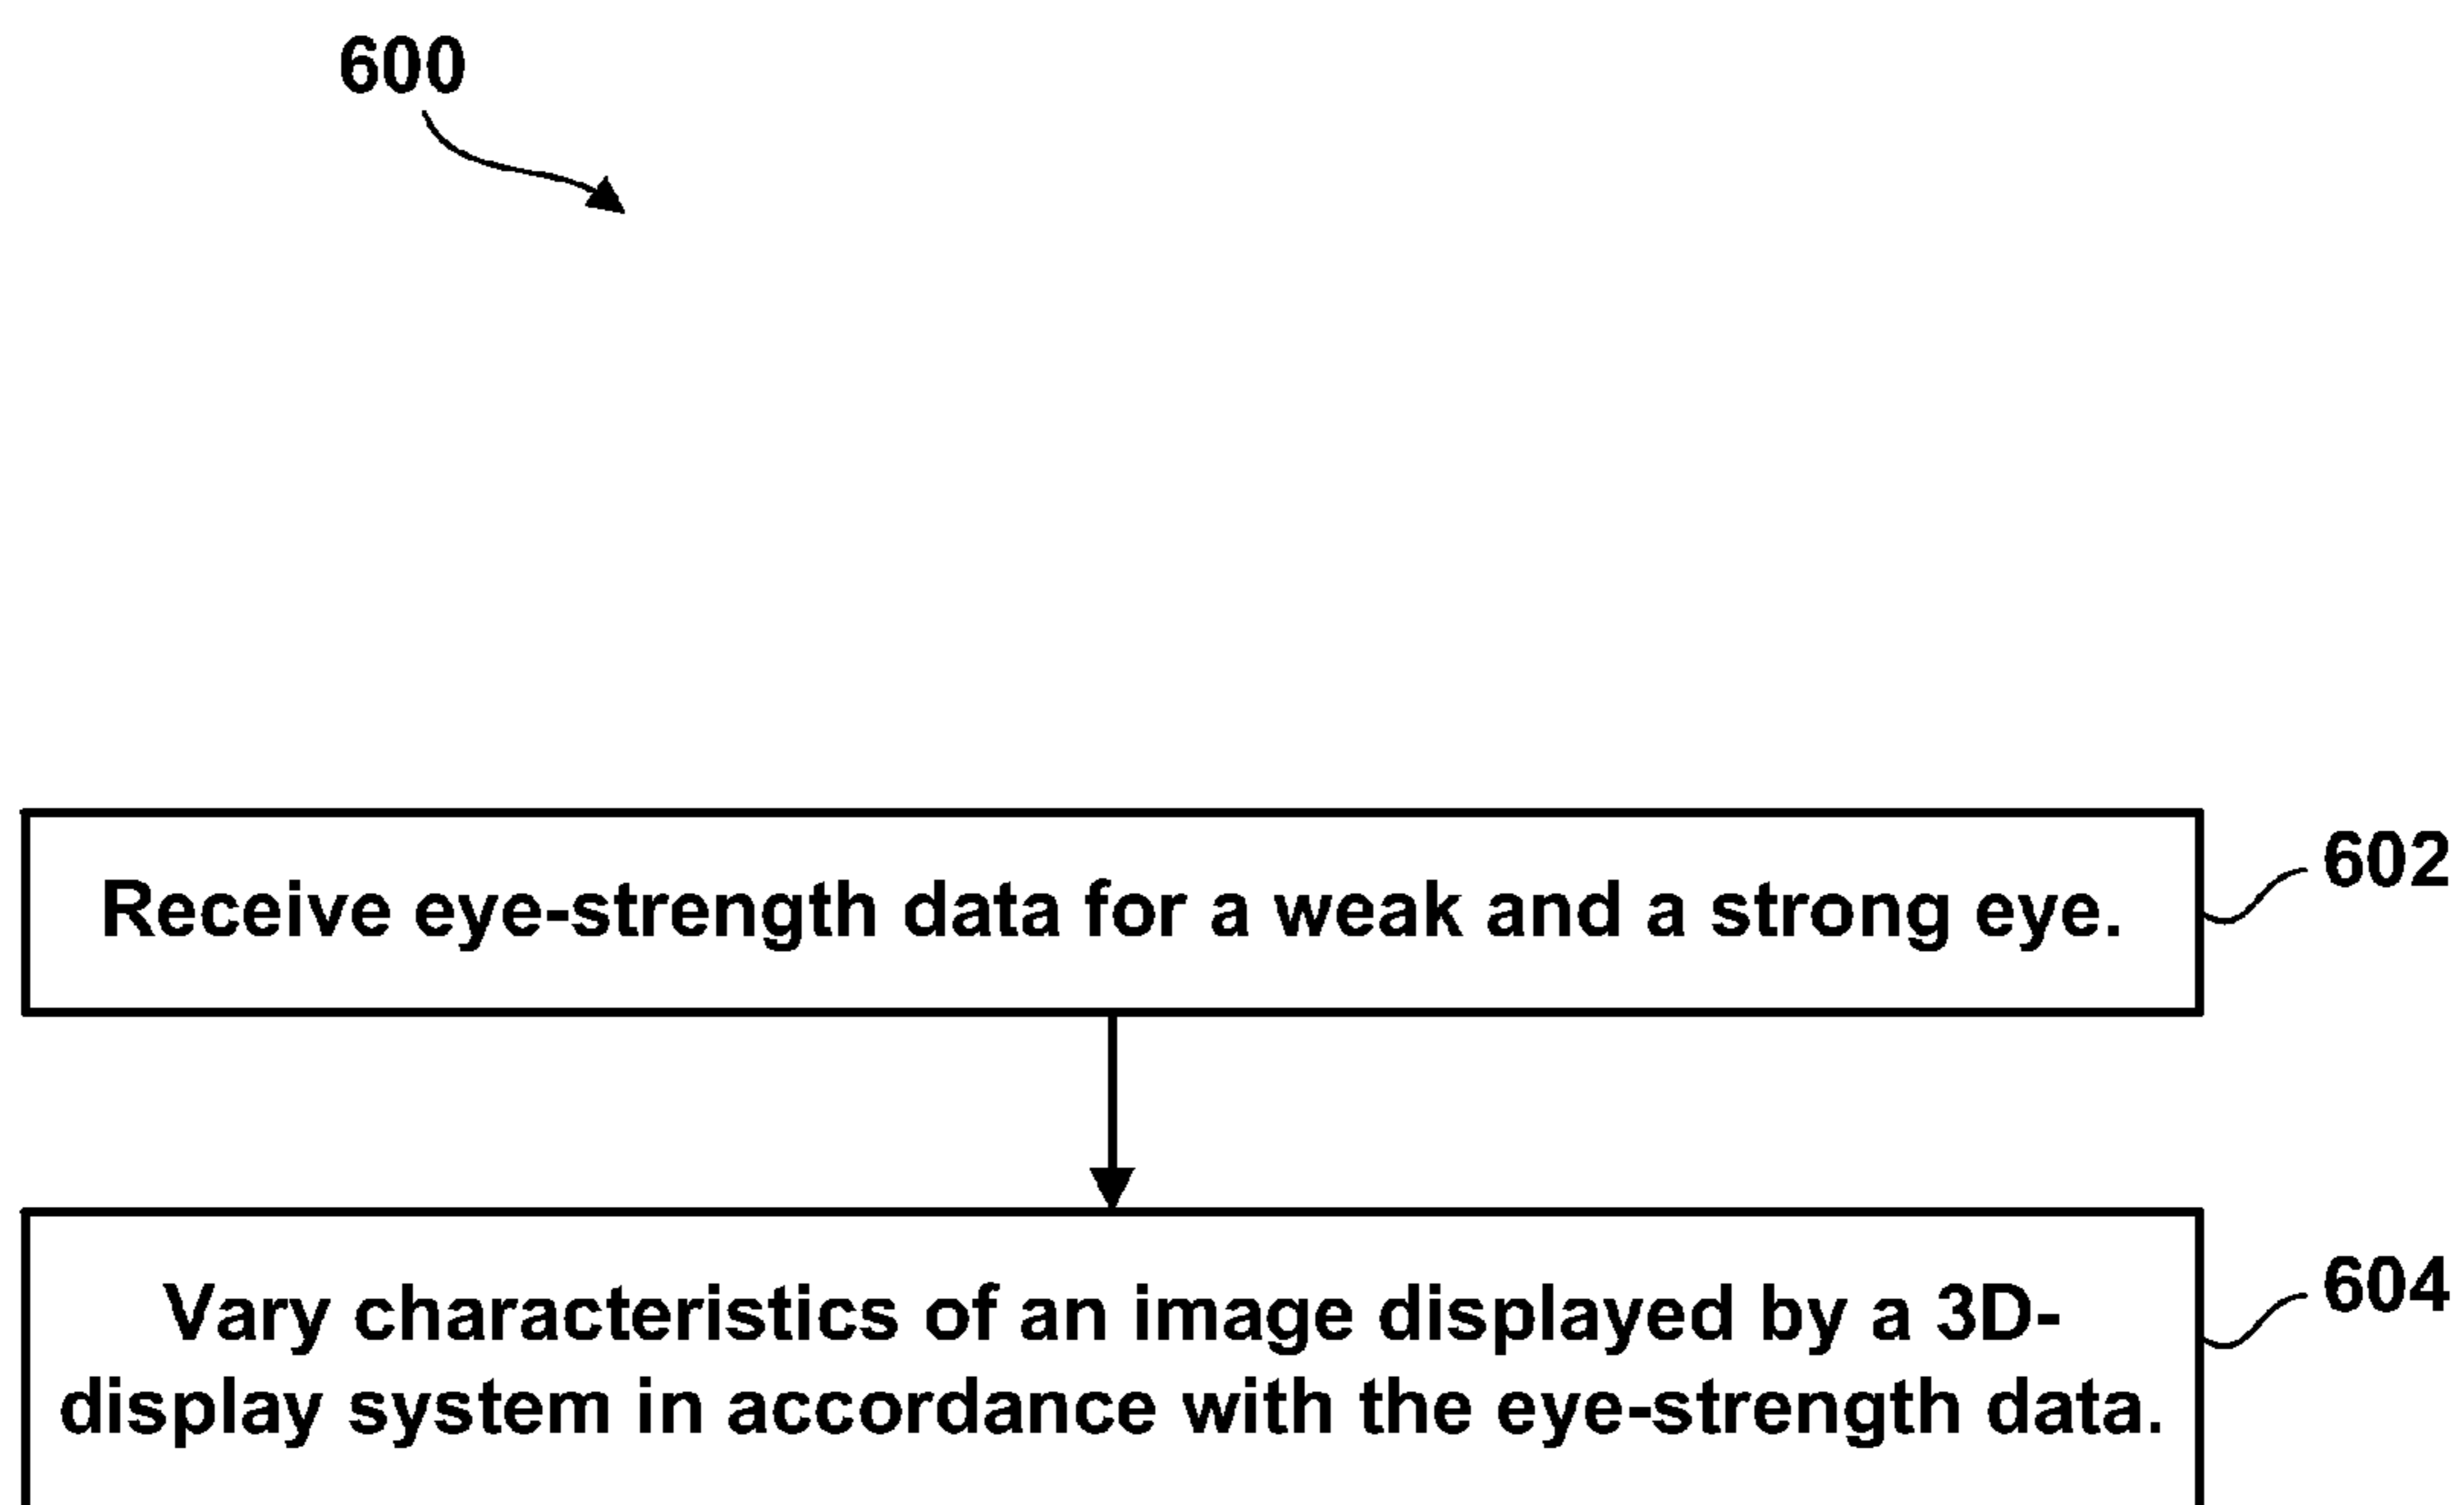 600
Receive eye-strength data for a weak and a strong eye.
602
Vary characteristics of an image displayed by a 3D-
display system in accordance with the eye-strength data.
604